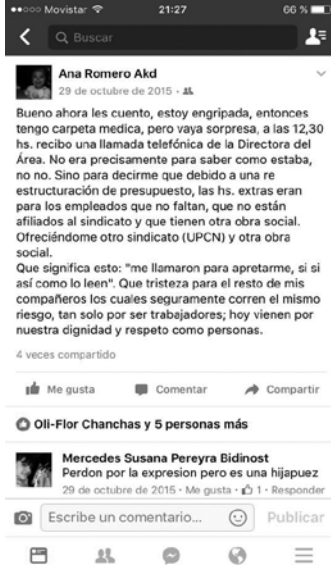 Movistar 21:27 66 %
Buscar
Ana Romero Akd
29 de octubre de 2015 ·
Bueno ahora les cuento, estoy engripada, entonces
tengo carpeta medica, pero vaya sorpresa, a las 12,30
hs. recibo una llamada telefónica de la Directora del
Área. No era precisamente para saber como estaba,
no no. Sino para decirme que debido a una re
estructuración de presupuesto, las hs. extras eran
para los empleados que no faltan, que no están
afiliados al sindicato y que tienen otra obra social.
Ofreciéndome otro sindicato (UPCN) y otra obra
social.
Que significa esto: "me llamaron para apretarme, si si
así como lo leen". Que tristeza para el resto de mis
compañeros los cuales seguramente corren el mismo
riesgo, tan solo por ser trabajadores; hoy vienen por
nuestra dignidad y respeto como personas.
4 veces compartido
Me gusta Comentar Compartir
Oli-Flor Chanchas y 5 personas más
Mercedes Susana Pereyra Bidinost
Perdon por la expresion pero es una hijapuez
29 de octubre de 2015 · Me gusta · 1 · Responder
Escribe un comentario... Publicar